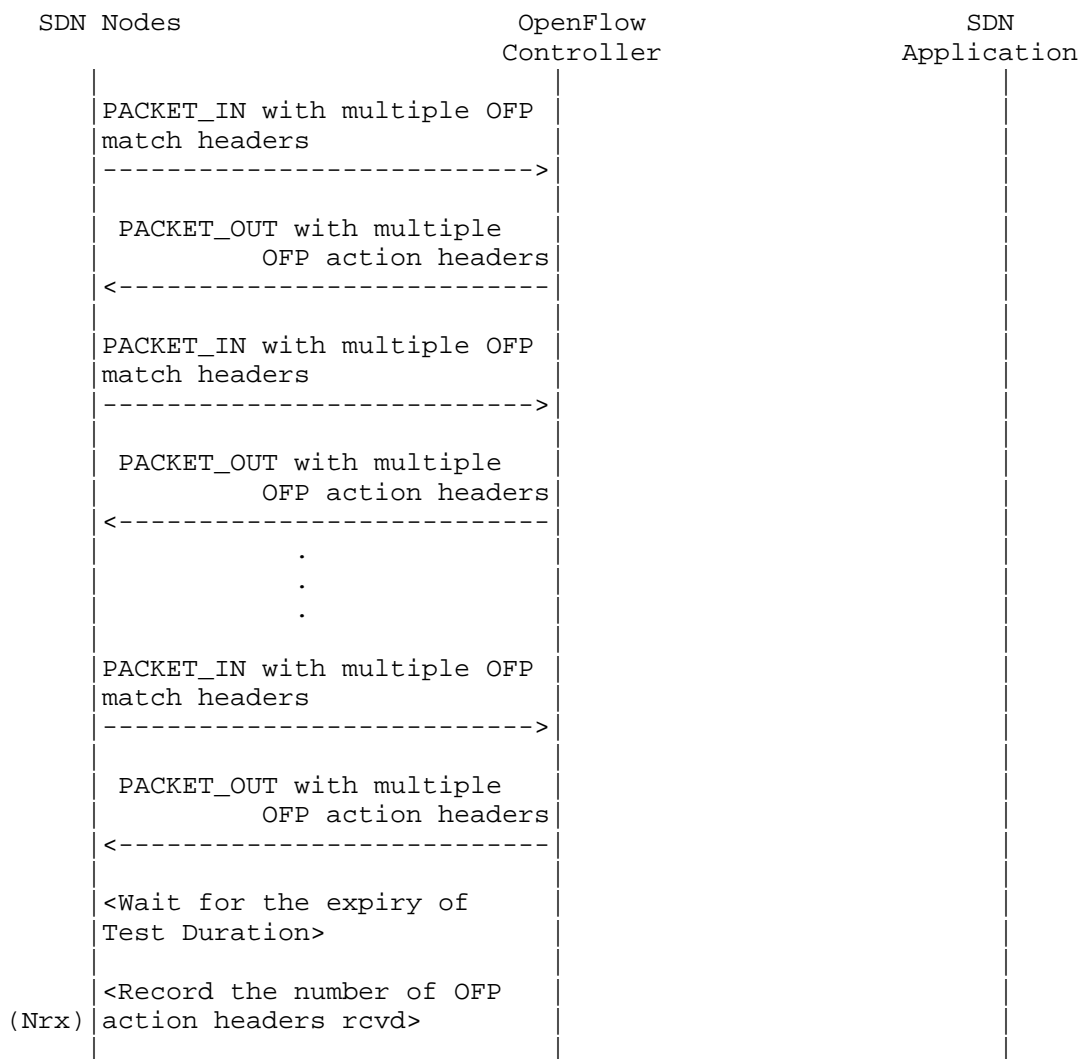 SDN Nodes OpenFlow SDN
Controller Application
PACKET_IN with multiple OFP
match headers
--------------------------->
PACKET_OUT with multiple
OFP action headers
<---------------------------
PACKET_IN with multiple OFP
match headers
--------------------------->
PACKET_OUT with multiple
OFP action headers
<---------------------------
.
.
.
PACKET_IN with multiple OFP
match headers
--------------------------->
PACKET_OUT with multiple
OFP action headers
<---------------------------
<Wait for the expiry of
Test Duration>
<Record the number of OFP
(Nrx) action headers rcvd>